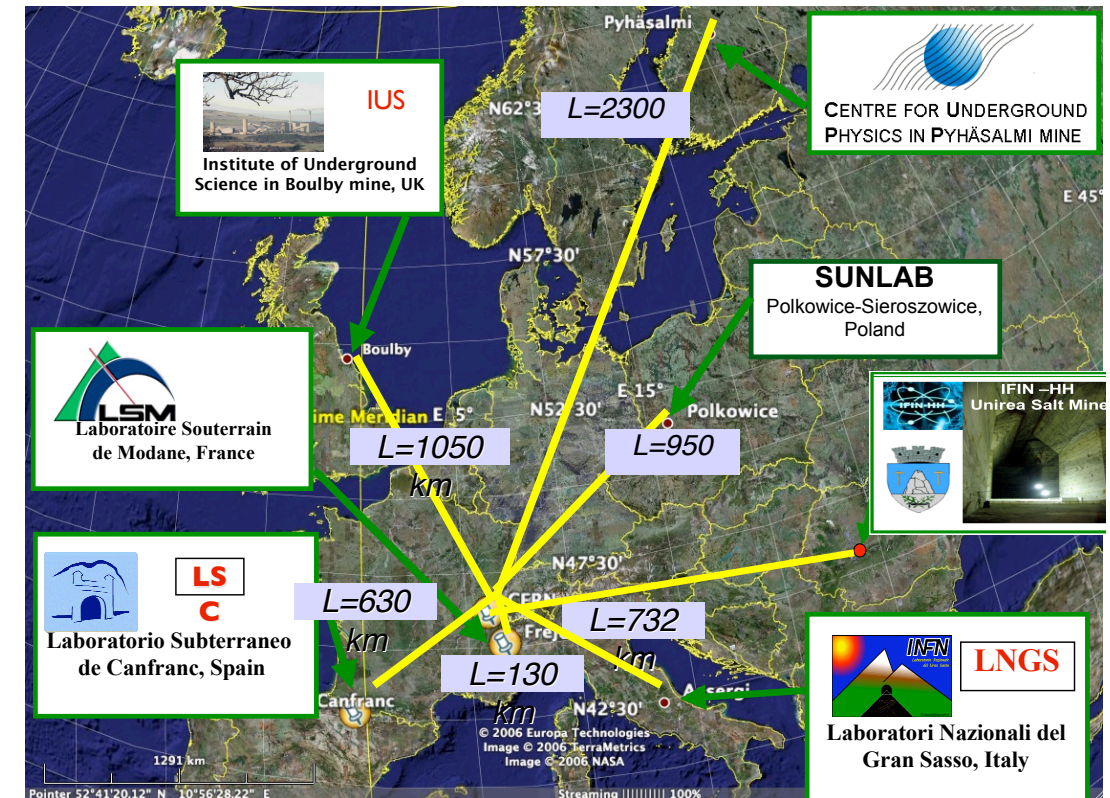 Pyhäsalmi
CENTRE FOR UNDERGROUND
PHYSICS IN PYHÄSALMI MINE
IUS
Institute of Underground
Science in Boulby mine, UK
N62°3
L=2300
E 45°
N57°30'
SUNLAB
Polkowice-Sieroszowice,
Poland
LSM
Laboratoire Souterrain
de Modane, France
Boulby
ime Meridian E 5°
N52°30'
E 15°
Polkowice
L=1050
km
L=950
IFIN-HH
IFIN –HH
Unirea Salt Mine
N47°30'
LS
C
Laboratorio Subterraneo
de Canfranc, Spain
L=630
km
CERN
Frej
L=732
km
L=130
km
Canfranc
N42°30'
INFN
LNGS
Laboratori Nazionali del
Gran Sasso, Italy
© 2006 Europa Technologies
Image © 2006 TerraMetrics
Image © 2006 NASA
1291 km
Pointer 52°41'20.12" N 10°56'28.22" E
Streaming |||||||||| 100%